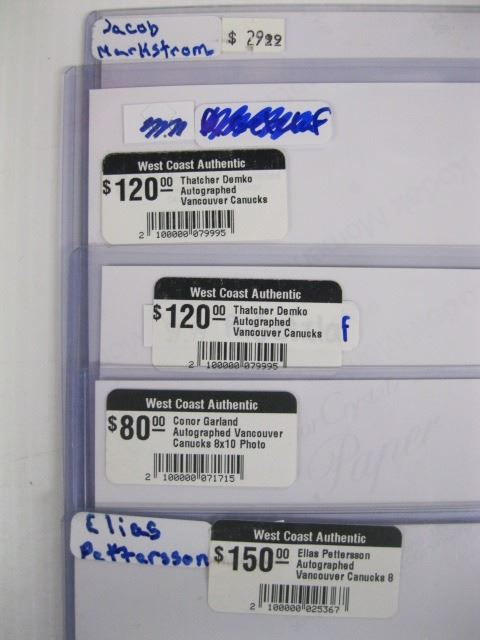 Jacob
Markstrom
$ 29.99
West Coast Authentic
$120.00
Thatcher Demko
Autographed
Vancouver Canucks
2 100000 079995
West Coast Authentic
$120.00
Thatcher Demko
Autographed
Vancouver Canucks
f
2 100000 079995
West Coast Authentic
$80.00
Conor Garland
Autographed Vancouver
Canucks 8x10 Photo
2 100000 071715
Elias
Pettersson
West Coast Authentic
$150.00
Elias Pettersson
Autographed
Vancouver Canucks 8
2 100000 025367
Paper